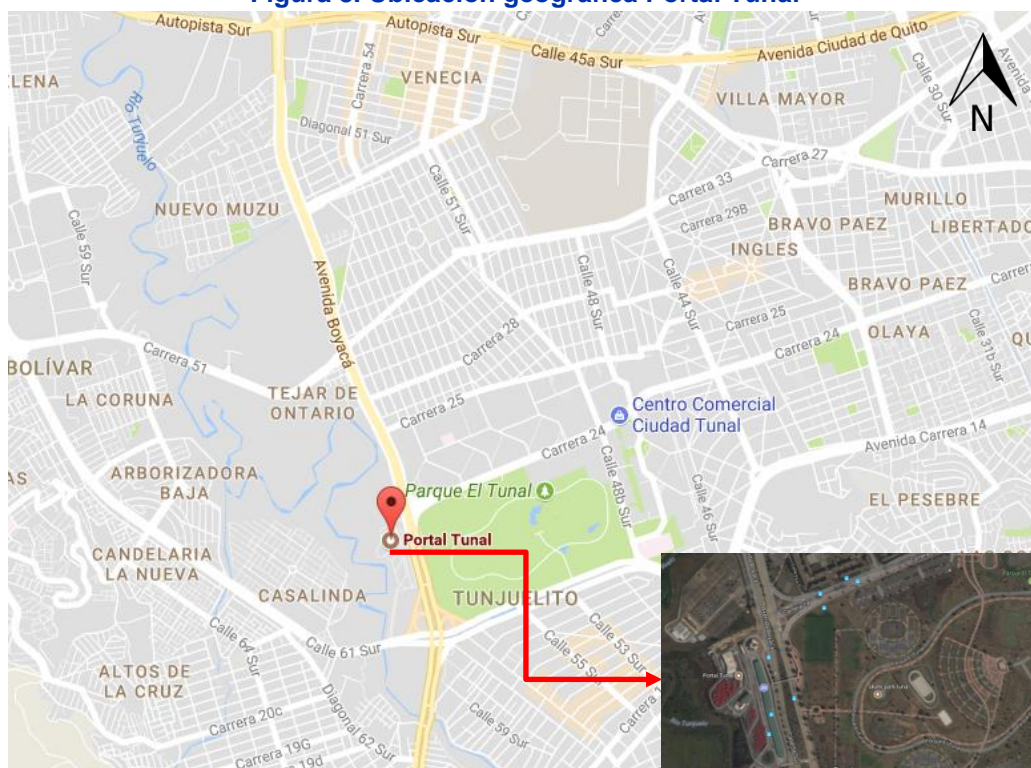 Figura 3. Ubicación geográfica Portal Tunal
Autopista Sur
Autopista Sur
Calle 45a Sur
Avenida Ciudad de Quito
Carrera 54
VENECIA
Calle 30 Sur
Avenida
VILLA MAYOR
N
Río Tunjuelo
Diagonal 51 Sur
Carrera 27
Calle 51 Sur
Carrera 33
MURILLO
NUEVO MUZU
Carrera 29B
BRAVO PAEZ
LIBERTADO
Calle 59 Sur
INGLES
Avenida Boyacá
Calle 48 Sur
Calle 44 Sur
BRAVO PAEZ
Carrera
Carrera 28
Carrera 25
Carrera 24
OLAYA
Calle 31b Sur
BOLÍVAR
Carrera 51
LA CORUNA
TEJAR DE
ONTARIO
Carrera 25
Centro Comercial
Ciudad Tunal
Carrera 24
Avenida Carrera 14
ARBORIZADORA
BAJA
Calle 48b Sur
Calle 46 Sur
Parque El Tunal
EL PESEBRE
Portal Tunal
CANDELARIA
LA NUEVA
CASALINDA
TUNJUELITO
Calle 64 Sur
Calle 61 Sur
Calle 53 Sur
Calle 55 Sur
ALTOS DE
LA CRUZ
Carrera 20c
Diagonal 62 Sur
Calle 59 Sur
Carrera 19G
Carrera 19d
Portal Tunal
Río Tunjuelo